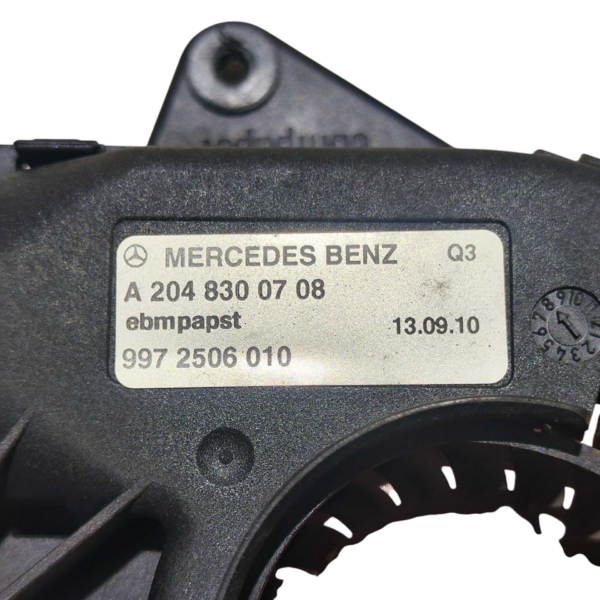 MERCEDES BENZ Q3
A 204 830 07 08
ebmpapst 13.09.10
997 2506 010